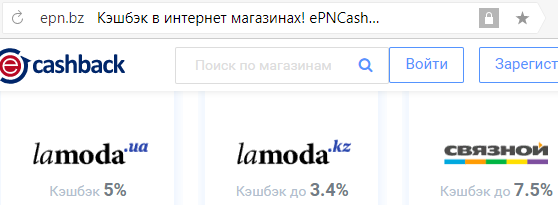 epn.bz Кэшбэк в интернет магазинах! ePNCash...
e cashback Поиск по магазинам Войти Зарегист
lamoda.ua lamoda.kz СВЯЗНОЙ
Кэшбэк 5% Кэшбэк до 3.4% Кэшбэк до 7.5%